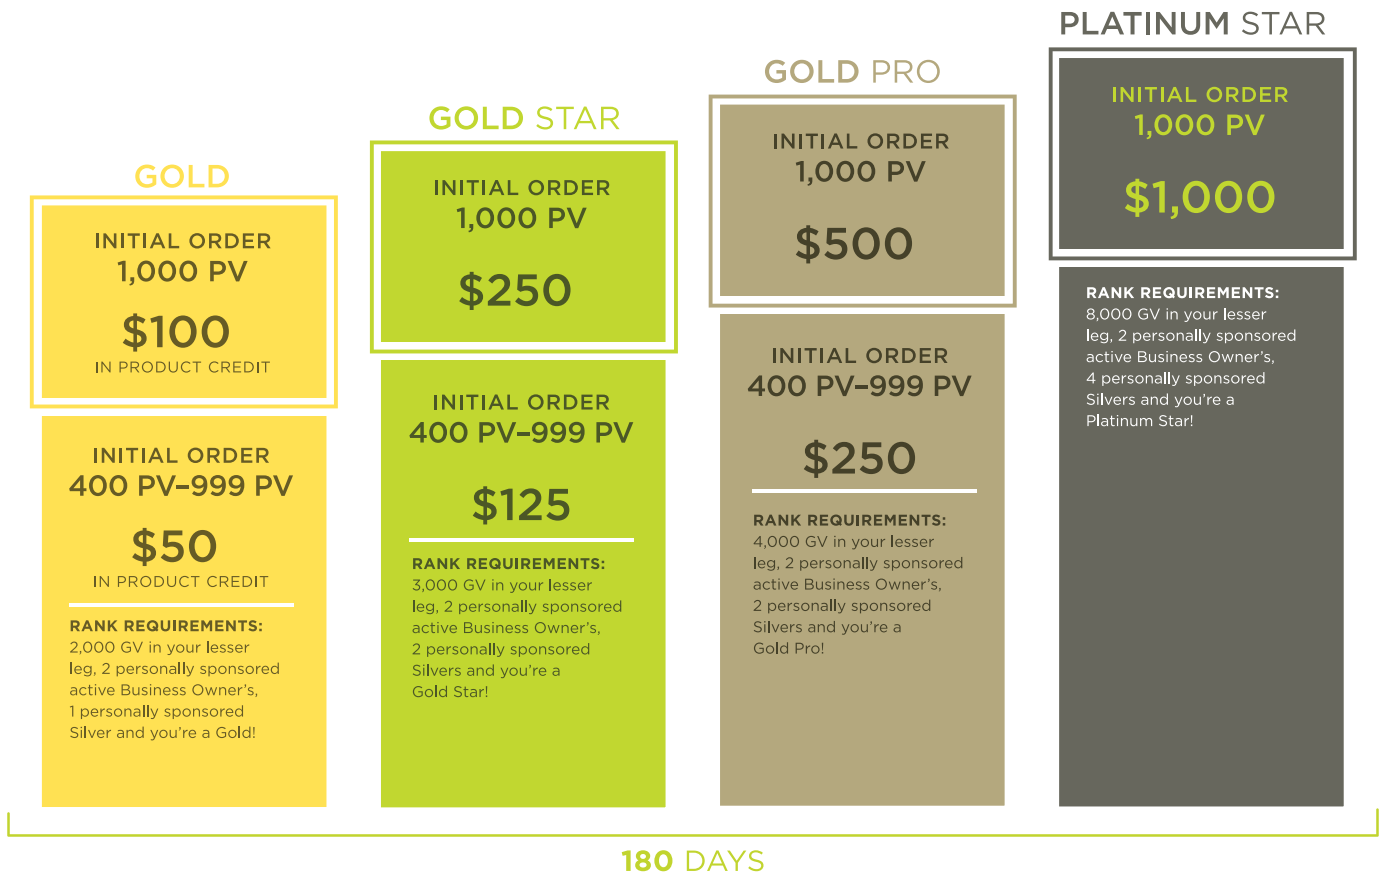 GOLD
INITIAL ORDER
1,000 PV
$100
IN PRODUCT CREDIT
INITIAL ORDER
400 PV–999 PV
$50
IN PRODUCT CREDIT
RANK REQUIREMENTS:
2,000 GV in your lesser
leg, 2 personally sponsored
active Business Owner's,
1 personally sponsored
Silver and you're a Gold!
GOLD STAR
INITIAL ORDER
1,000 PV
$250
INITIAL ORDER
400 PV–999 PV
$125
RANK REQUIREMENTS:
3,000 GV in your lesser
leg, 2 personally sponsored
active Business Owner's,
2 personally sponsored
Silvers and you're a
Gold Star!
GOLD PRO
INITIAL ORDER
1,000 PV
$500
INITIAL ORDER
400 PV–999 PV
$250
RANK REQUIREMENTS:
4,000 GV in your lesser
leg, 2 personally sponsored
active Business Owner's,
2 personally sponsored
Silvers and you're a
Gold Pro!
PLATINUM STAR
INITIAL ORDER
1,000 PV
$1,000
RANK REQUIREMENTS:
8,000 GV in your lesser
leg, 2 personally sponsored
active Business Owner's,
4 personally sponsored
Silvers and you're a
Platinum Star!
180 DAYS